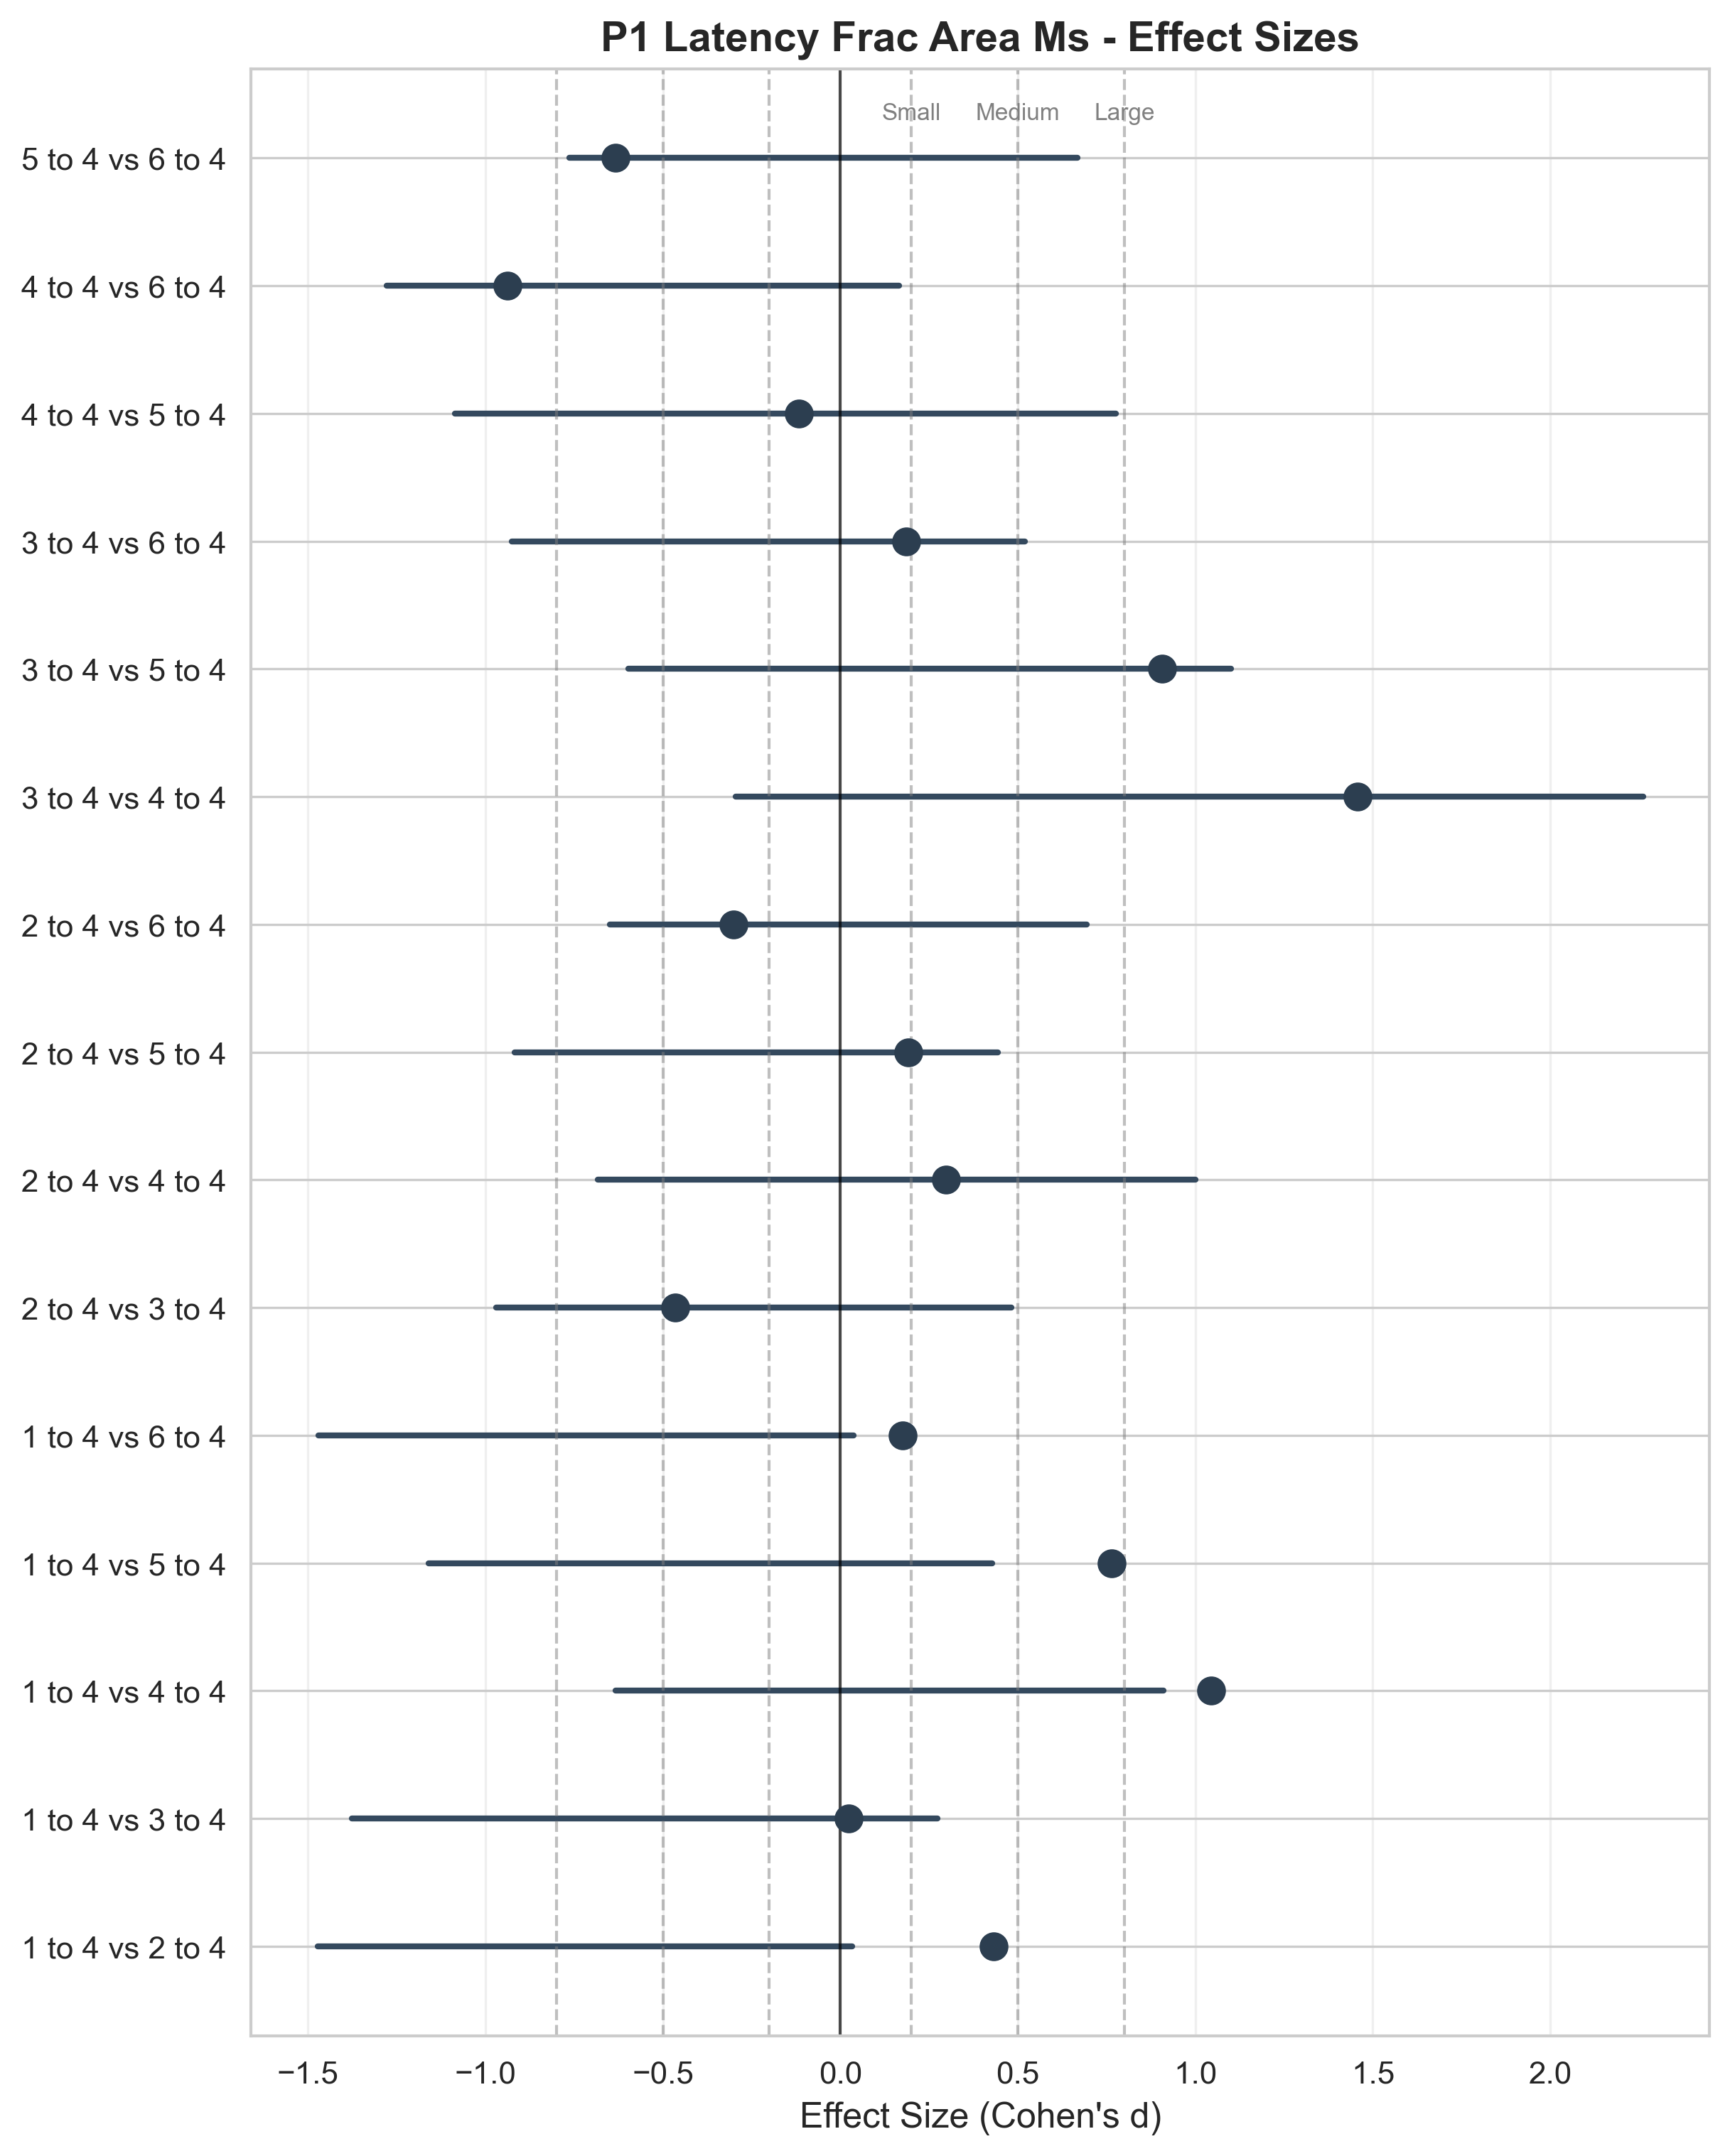 P1 Latency Frac Area Ms - Effect Sizes
Small Medium Large
5 to 4 vs 6 to 4
4 to 4 vs 6 to 4
4 to 4 vs 5 to 4
3 to 4 vs 6 to 4
3 to 4 vs 5 to 4
3 to 4 vs 4 to 4
2 to 4 vs 6 to 4
2 to 4 vs 5 to 4
2 to 4 vs 4 to 4
2 to 4 vs 3 to 4
1 to 4 vs 6 to 4
1 to 4 vs 5 to 4
1 to 4 vs 4 to 4
1 to 4 vs 3 to 4
1 to 4 vs 2 to 4
−1.5 −1.0 −0.5 0.0 0.5 1.0 1.5 2.0
Effect Size (Cohen's d)